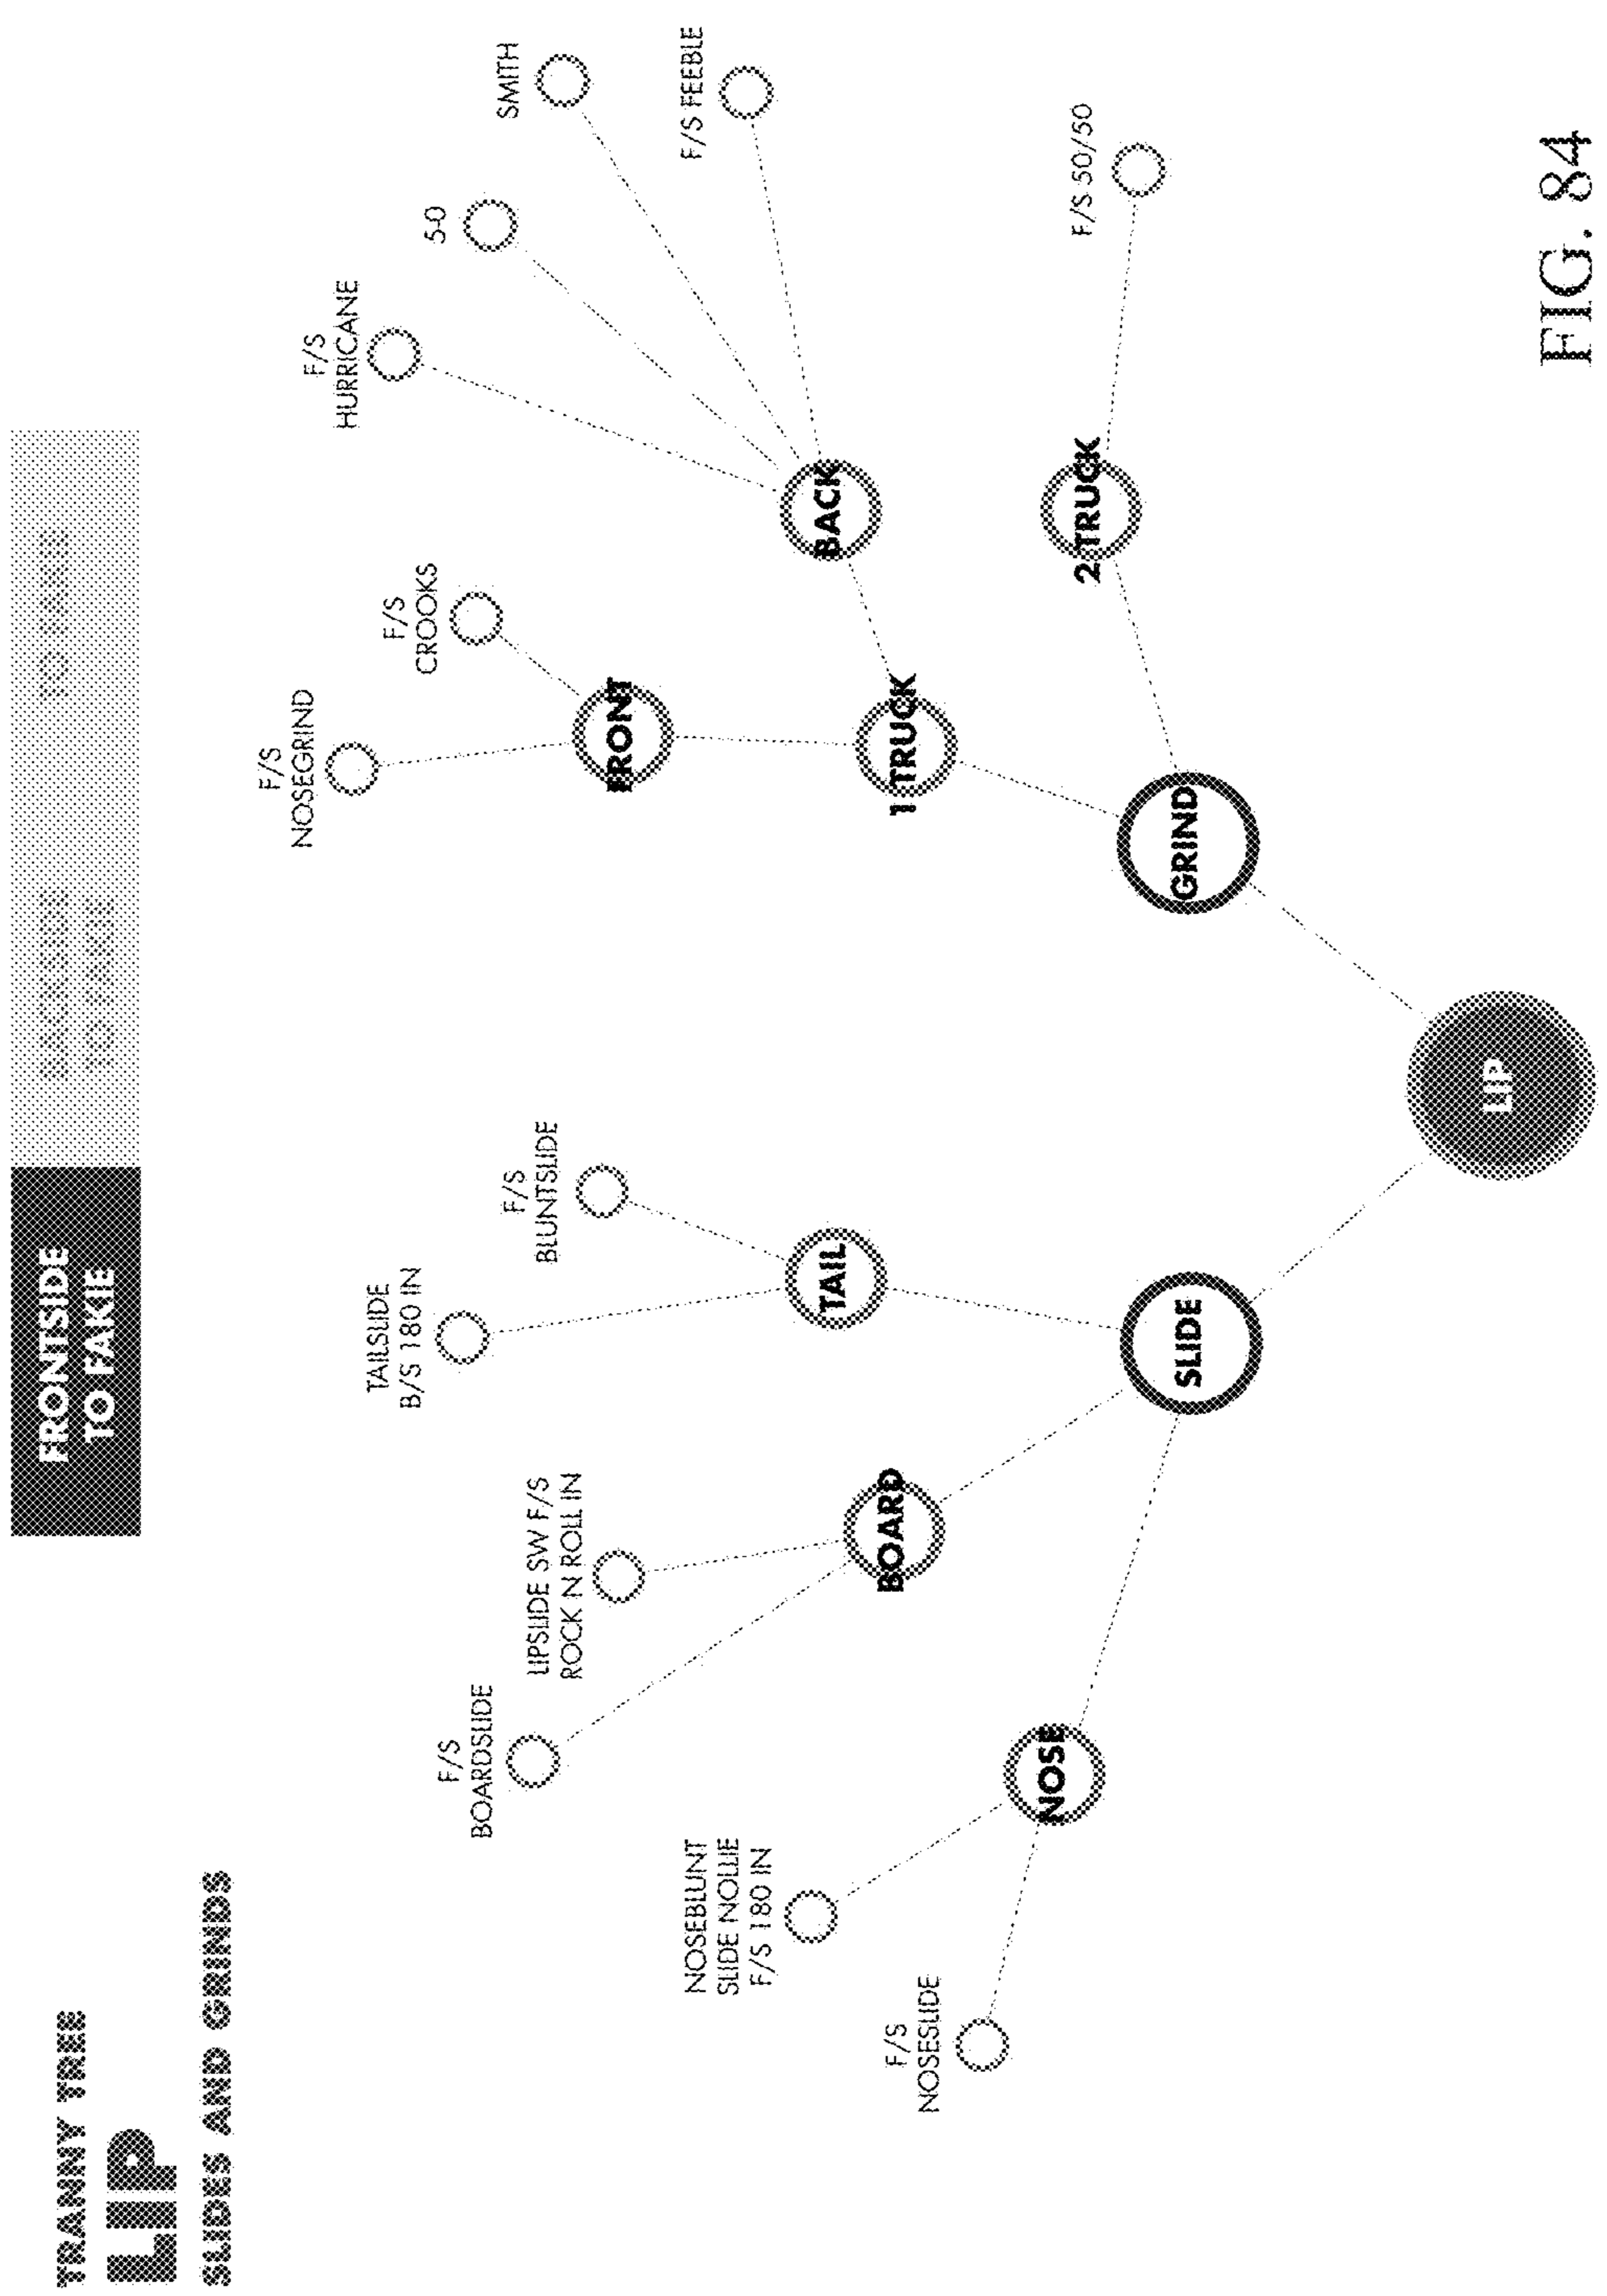 TRANNY TREE
LIP
SLIDES AND GRINDS
FRONTSIDE
TO FAKIE
F/S
NOSESLIDE
NOSEBLUNT
SLIDE NOLLIE
F/S 180 IN
F/S
BOARDSLIDE
LIPSLIDE SW F/S
ROCK N ROLL IN
TAILSLIDE
B/S 180 IN
F/S
BLUNTSLIDE
F/S
NOSEGRIND
F/S
CROOKS
F/S
HURRICANE
5-0
SMITH
F/S FEEBLE
F/S 50/50
NOSE
BOARD
TAIL
FRONT
BACK
1 TRUCK
2 TRUCK
SLIDE
GRIND
LIP
FIG. 84